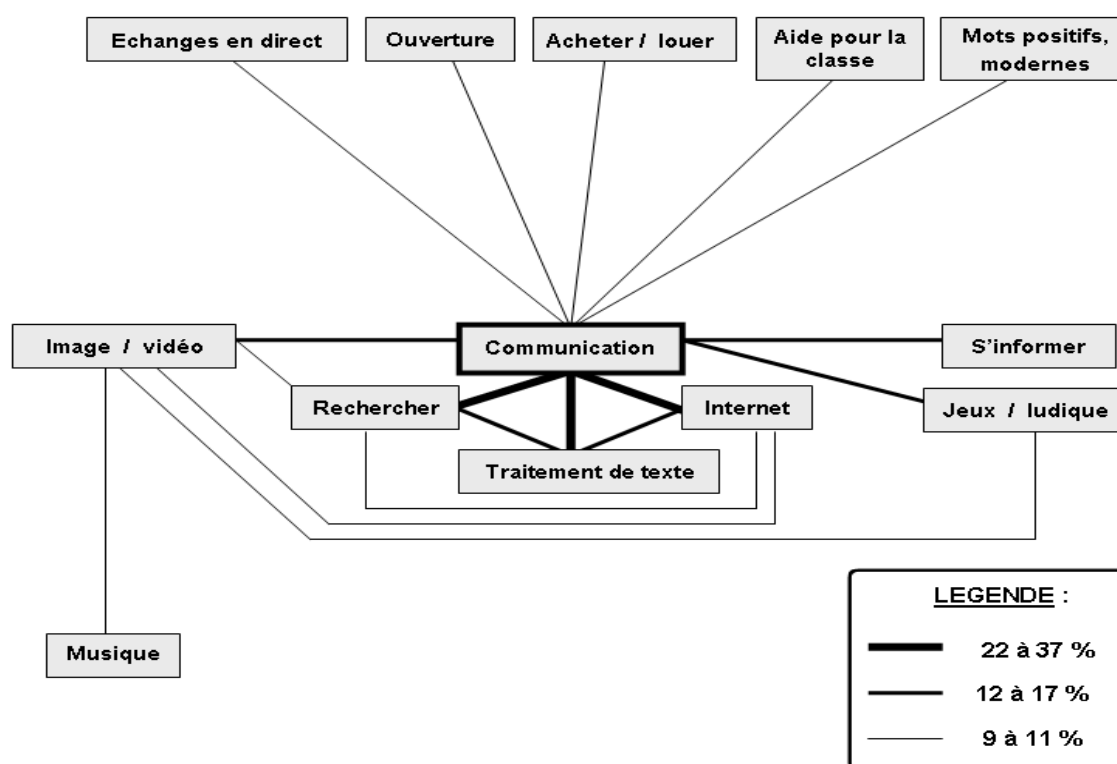 Echanges en direct
Ouverture
Acheter / louer
Aide pour la
classe
Mots positifs,
modernes
Image / vidéo
Communication
S'informer
Rechercher
Internet
Jeux / ludique
Traitement de texte
Musique
LEGENDE :
22 à 37 %
12 à 17 %
9 à 11 %